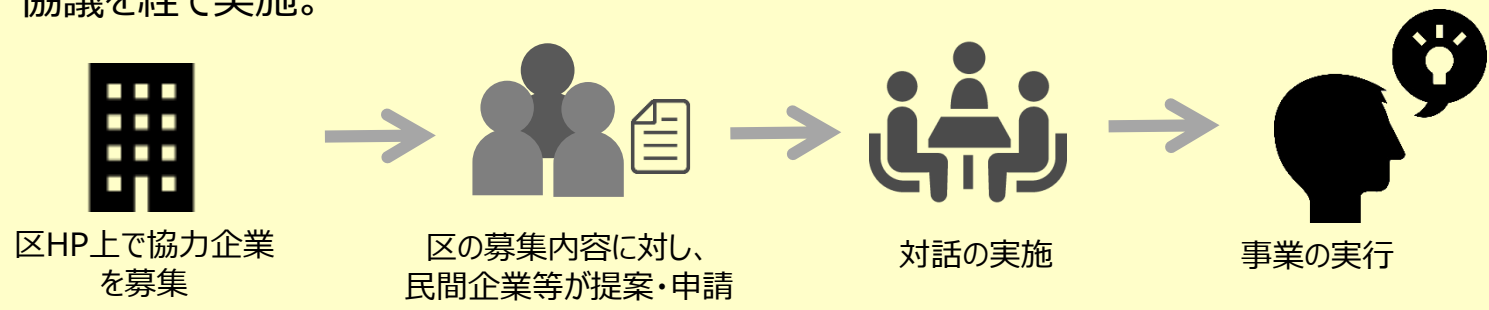 協議を経て実施。
区HP上で協力企業
を募集
区の募集内容に対し、
民間企業等が提案・申請
対話の実施
事業の実行